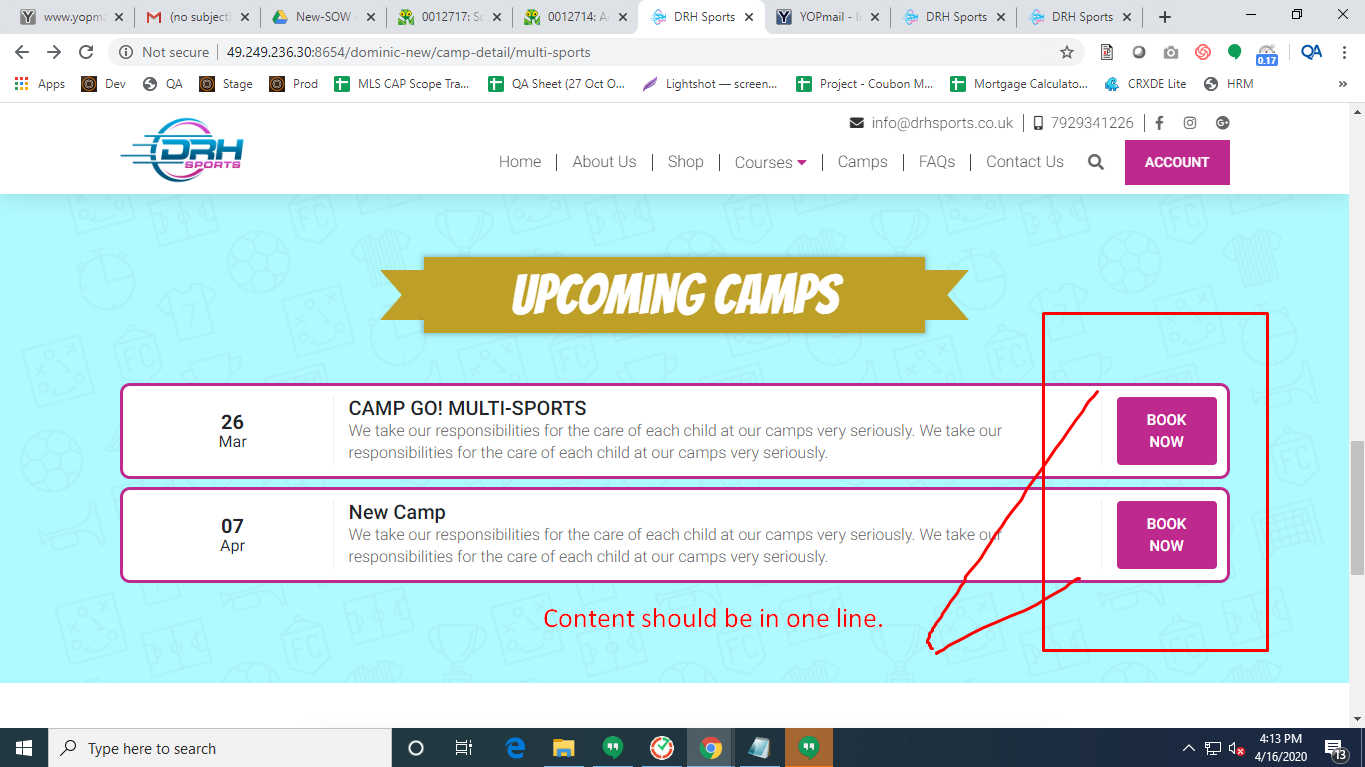 www.yopma
(no subject)
New-SOW -
0012717: Sc
0012714: Ad
DRH Sports
YOPmail - In
DRH Sports
DRH Sports
Not secure | 49.249.236.30:8654/dominic-new/camp-detail/multi-sports
0.17
QA
Apps
Dev
QA
Stage
Prod
MLS CAP Scope Tra...
QA Sheet (27 Oct O...
Lightshot — screen...
Project - Coubon M...
Mortgage Calculato...
CRXDE Lite
HRM
»
info@drhsports.co.uk
7929341226
DRH
SPORTS
Home
About Us
Shop
Courses
Camps
FAQs
Contact Us
ACCOUNT
UPCOMING CAMPS
26
Mar
CAMP GO! MULTI-SPORTS
We take our responsibilities for the care of each child at our camps very seriously. We take our
responsibilities for the care of each child at our camps very seriously.
BOOK
NOW
07
Apr
New Camp
We take our responsibilities for the care of each child at our camps very seriously. We take our
responsibilities for the care of each child at our camps very seriously.
BOOK
NOW
Content should be in one line.
Type here to search
4:13 PM
4/16/2020
13